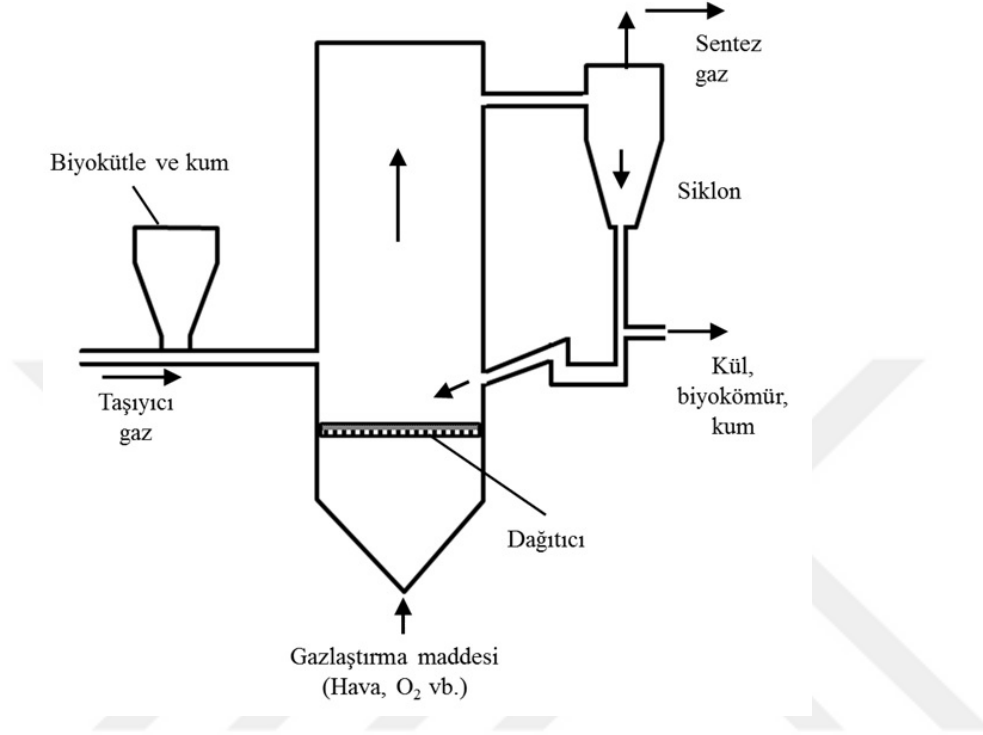 Sentez
gaz
Biyokütle ve kum
Siklon
Taşıyıcı
gaz
Kül,
biyokömür,
kum
Dağıtıcı
Gazlaştırma maddesi
(Hava, O₂ vb.)